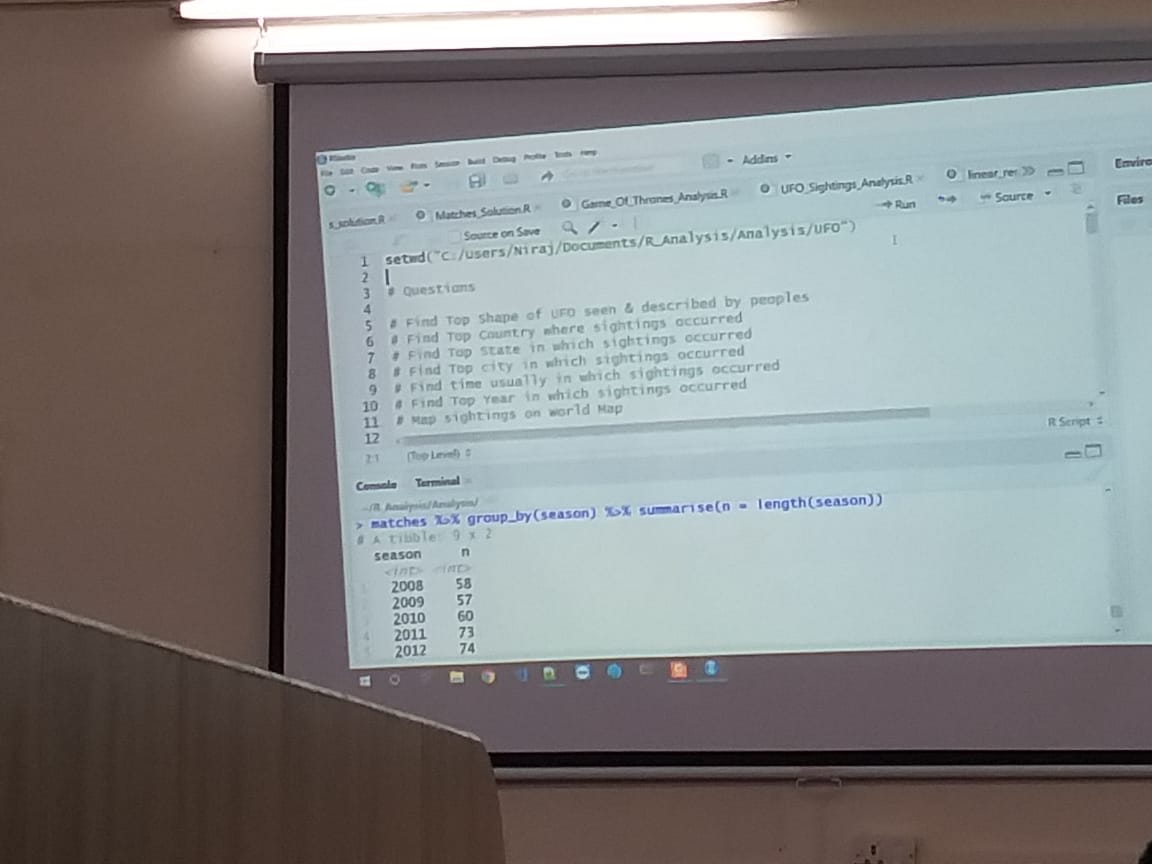 RStudio
File Edit Code View Plots Session Build Debug Profile Tools Help
Addins
s_solution.R Matches_Solution.R Game_Of_Thrones_Analysis.R UFO_Sightings_Analysis.R linear_re
Enviro
Source on Save Run Source
Files
1 setwd("C:/users/Niraj/Documents/R_Analysis/Analysis/UFO")
2
3 # Questions
4
5 # Find Top Shape of UFO seen & described by peoples
6 # Find Top Country where sightings occurred
7 # Find Top State in which sightings occurred
8 # Find Top city in which sightings occurred
9 # Find time usually in which sightings occurred
10 # Find Top Year in which sightings occurred
11 # Map sightings on world Map
12
2:1 (Top Level) R Script
Console Terminal
~/R_Analysis/Analysis/
> matches %>% group_by(season) %>% summarise(n = length(season))
# A tibble: 9 x 2
season n
<int> <int>
2008 58
2009 57
2010 60
4 2011 73
5 2012 74